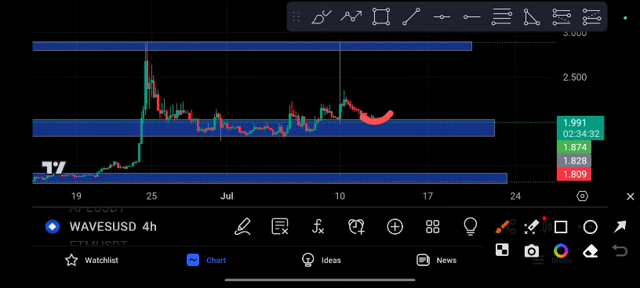 3.000
2.500
1.991
02:34:32
1.874
1.828
1.809
19 25 Jul 10 17 24
WAVESUSD 4h
Watchlist Chart Ideas News